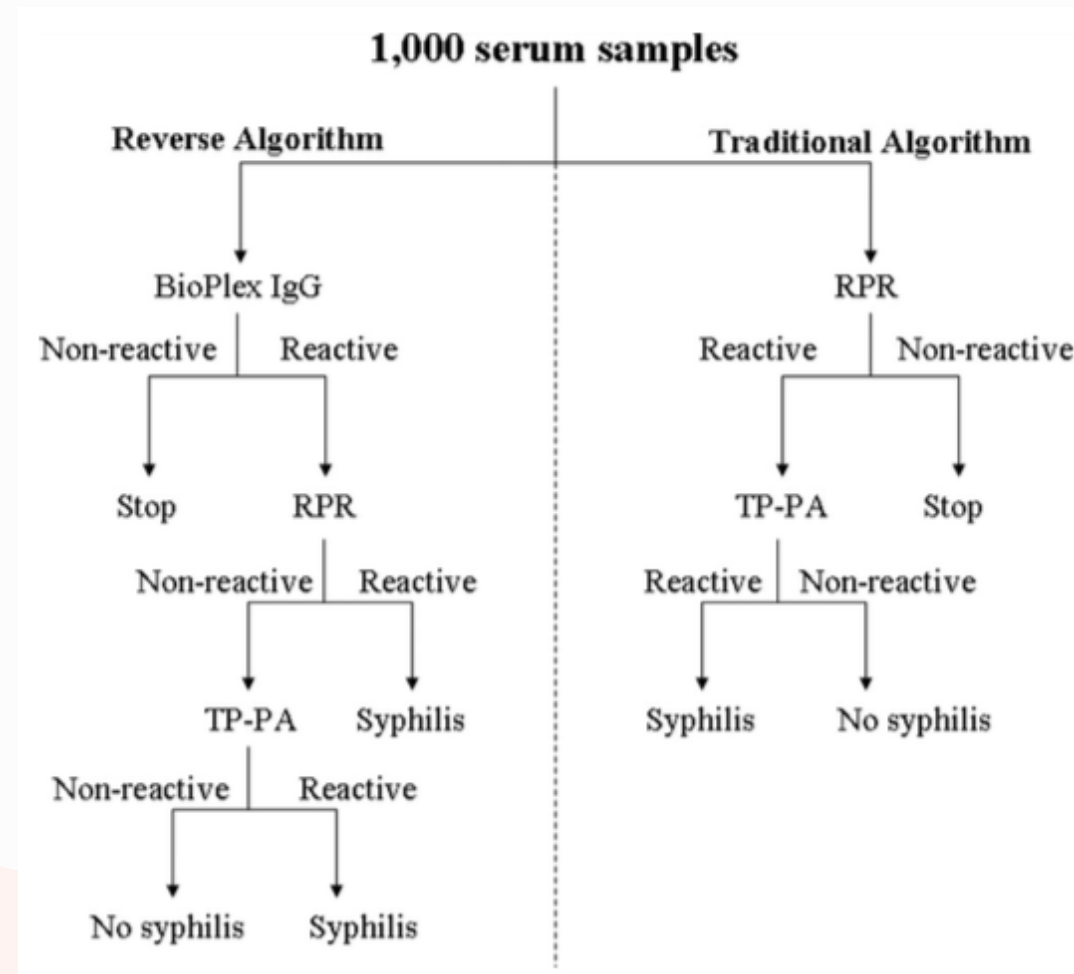 1,000 serum samples
Reverse Algorithm
Traditional Algorithm
BioPlex IgG
RPR
Non-reactive
Reactive
Reactive
Non-reactive
Stop
RPR
TP-PA
Stop
Non-reactive
Reactive
Reactive
Non-reactive
TP-PA
Syphilis
Syphilis
No syphilis
Non-reactive
Reactive
No syphilis
Syphilis